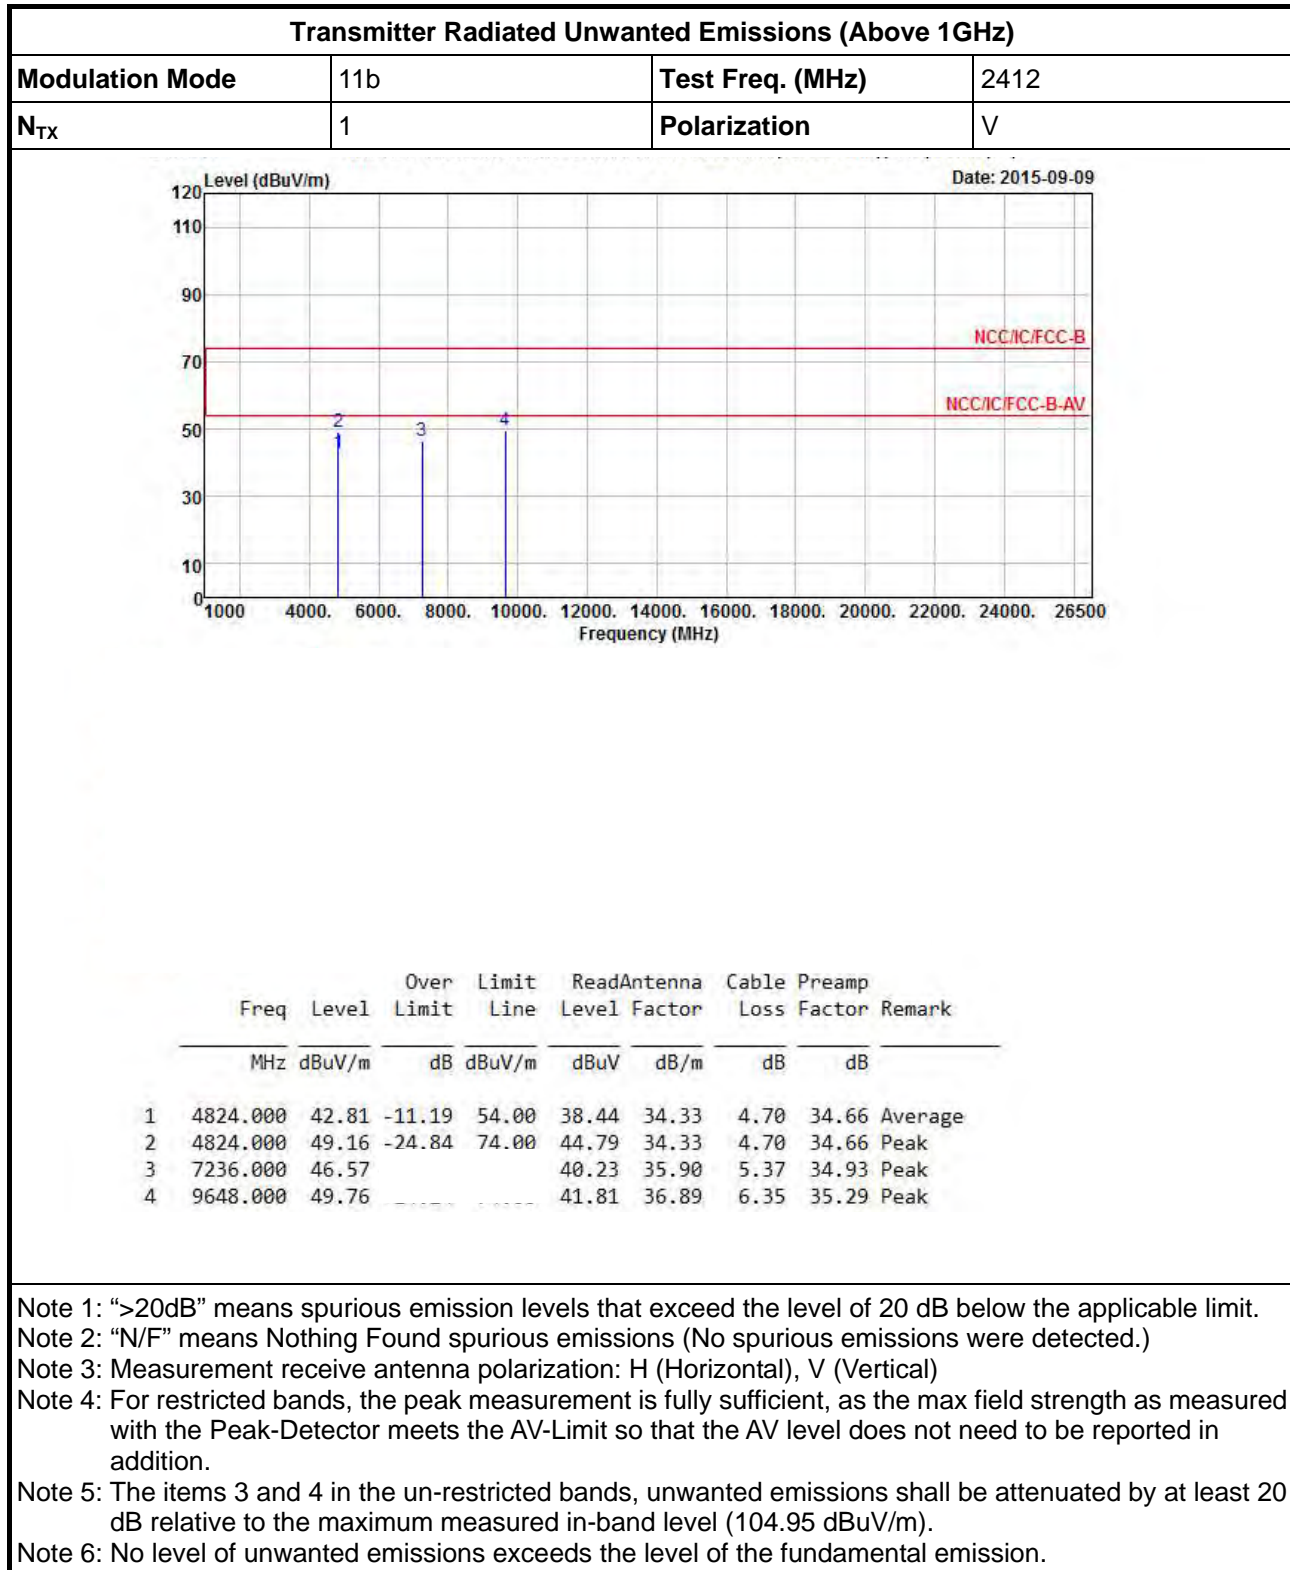 Transmitter Radiated Unwanted Emissions (Above 1GHz)
Modulation Mode 11b Test Freq. (MHz) 2412
NTX 1 Polarization V
Level (dBuV/m) Date: 2015-09-09
120
110
90
NCC/IC/FCC-B
70
NCC/IC/FCC-B-AV
50
2 1 3 4
30
10
0
1000 4000. 6000. 8000. 10000. 12000. 14000. 16000. 18000. 20000. 22000. 24000. 26500
Frequency (MHz)
Over Limit ReadAntenna Cable Preamp
Freq Level Limit Line Level Factor Loss Factor Remark
MHz dBuV/m dB dBuV/m dBuV dB/m dB dB
1 4824.000 42.81 -11.19 54.00 38.44 34.33 4.70 34.66 Average
2 4824.000 49.16 -24.84 74.00 44.79 34.33 4.70 34.66 Peak
3 7236.000 46.57 40.23 35.90 5.37 34.93 Peak
4 9648.000 49.76 41.81 36.89 6.35 35.29 Peak
Note 1: “>20dB” means spurious emission levels that exceed the level of 20 dB below the applicable limit.
Note 2: “N/F” means Nothing Found spurious emissions (No spurious emissions were detected.)
Note 3: Measurement receive antenna polarization: H (Horizontal), V (Vertical)
Note 4: For restricted bands, the peak measurement is fully sufficient, as the max field strength as measured
with the Peak-Detector meets the AV-Limit so that the AV level does not need to be reported in
addition.
Note 5: The items 3 and 4 in the un-restricted bands, unwanted emissions shall be attenuated by at least 20
dB relative to the maximum measured in-band level (104.95 dBuV/m).
Note 6: No level of unwanted emissions exceeds the level of the fundamental emission.